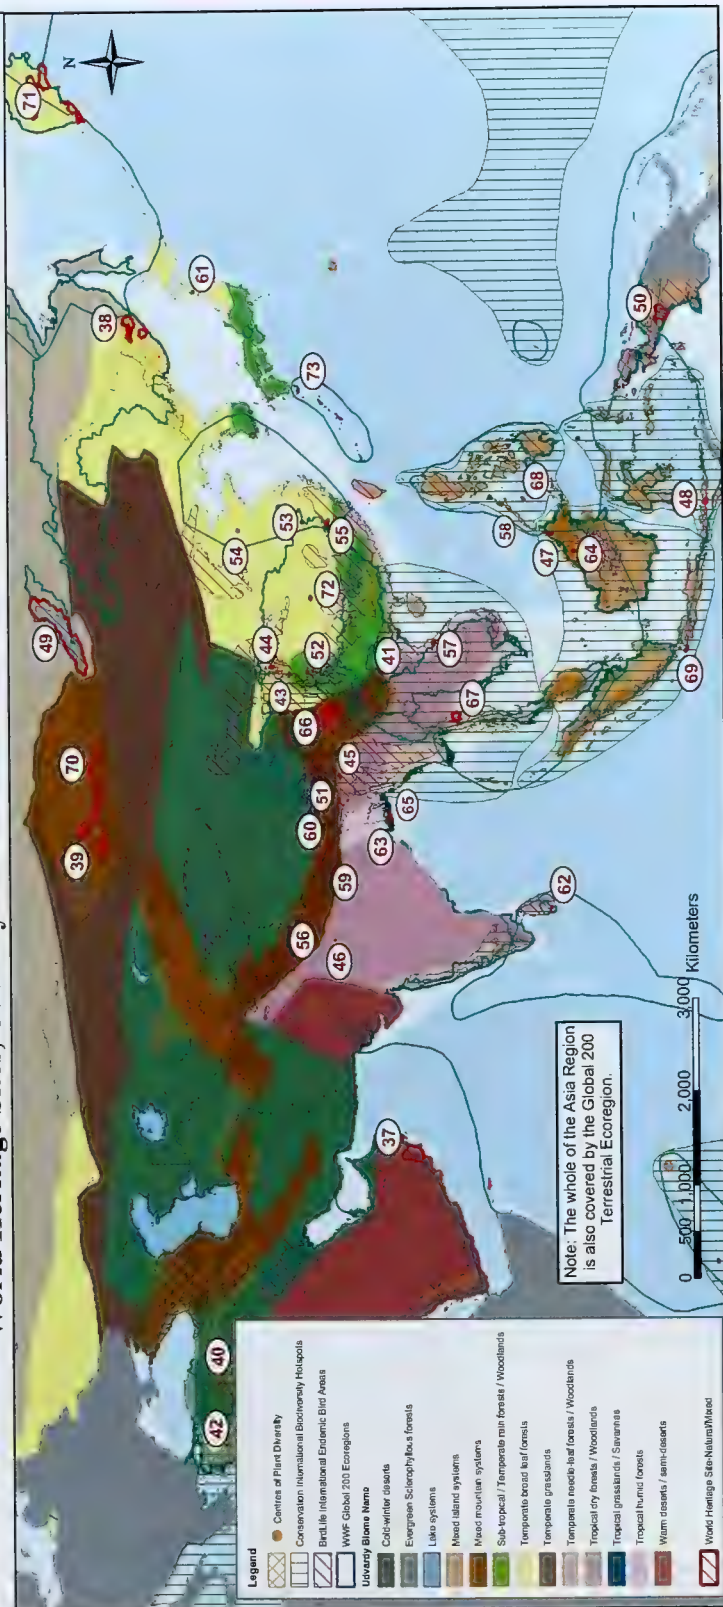 71
N
38
61
49
73
53
54
55
58
68
50
48
47
64
44
72
52
43
41
57
66
67
69
70
45
51
60
65
39
63
59
56
46
62
37
40
42
Note: The whole of the Asia Region
is also covered by the Global 200
Terrestrial Ecoregion.
0 500 1,000 2,000 3,000 Kilometers
Legend
Centres of Plant Diversity
Conservation International Biodiversity Hotspots
BirdLife International Endemic Bird Areas
WWF Global 200 Ecoregions
Udvardy Biome Name
Cold-winter deserts
Evergreen Sclerophyllous forests
Lake systems
Mixed island systems
Mixed mountain systems
Sub-tropical / Temperate rain forests / Woodlands
Temperate broad leaf forests
Temperate grasslands
Temperate needle-leaf forests / Woodlands
Tropical dry forests / Woodlands
Tropical grasslands / Savannas
Tropical humid forests
Warm deserts / semi-deserts
World Heritage Site-Natural/Mixed